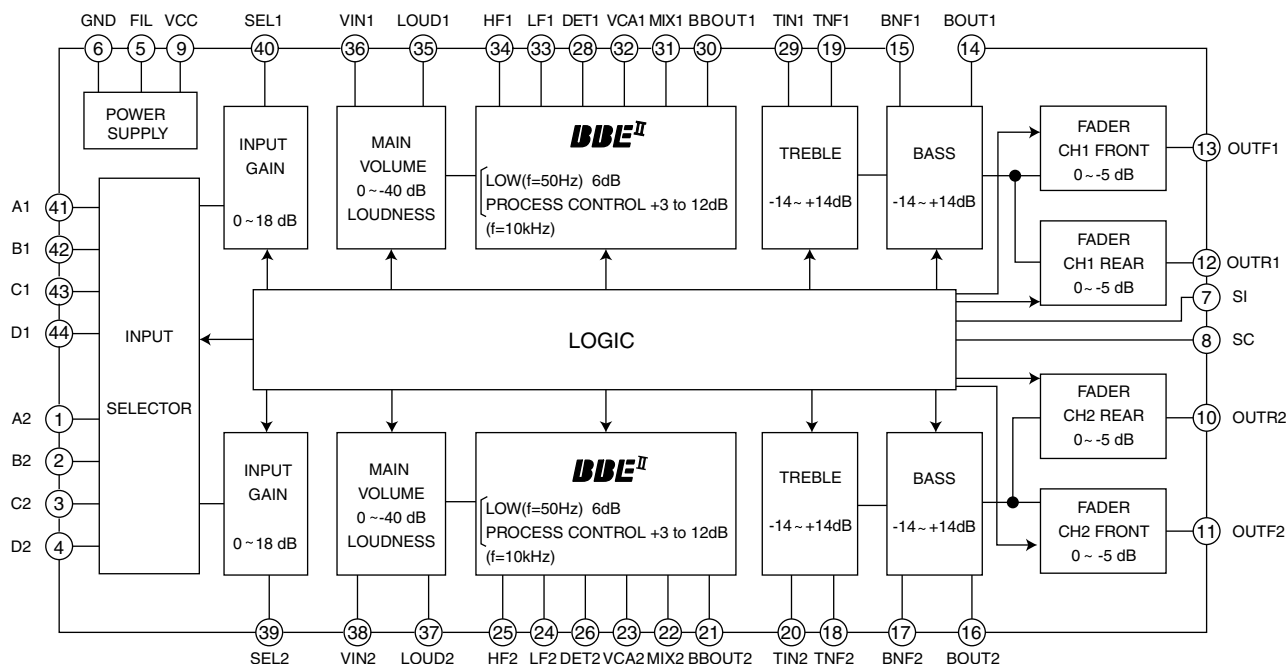 GND FIL VCC SEL1 VIN1 LOUD1 HF1 LF1 DET1 VCA1 MIX1 BBOUT1 TIN1 TNF1 BNF1 BOUT1
6 5 9 40 36 35 34 33 28 32 31 30 29 19 15 14
POWER
SUPPLY
INPUT
GAIN
0 ~ 18 dB
MAIN
VOLUME
0 ~ -40 dB
LOUDNESS
BBE II
LOW(f=50Hz) 6dB
PROCESS CONTROL +3 to 12dB
(f=10kHz)
TREBLE
-14 ~ +14dB
BASS
-14 ~ +14dB
FADER
CH1 FRONT
0 ~ -5 dB
13 OUTF1
FADER
CH1 REAR
0 ~ -5 dB
12 OUTR1
7 SI
8 SC
A1 41
B1 42
C1 43
D1 44
A2 1
B2 2
C2 3
D2 4
INPUT
SELECTOR
LOGIC
FADER
CH2 REAR
0 ~ -5 dB
10 OUTR2
FADER
CH2 FRONT
0 ~ -5 dB
11 OUTF2
INPUT
GAIN
0 ~ 18 dB
MAIN
VOLUME
0 ~ -40 dB
LOUDNESS
BBE II
LOW(f=50Hz) 6dB
PROCESS CONTROL +3 to 12dB
(f=10kHz)
TREBLE
-14 ~ +14dB
BASS
-14 ~ +14dB
39 38 37 25 24 26 23 22 21 20 18 17 16
SEL2 VIN2 LOUD2 HF2 LF2 DET2 VCA2 MIX2 BBOUT2 TIN2 TNF2 BNF2 BOUT2